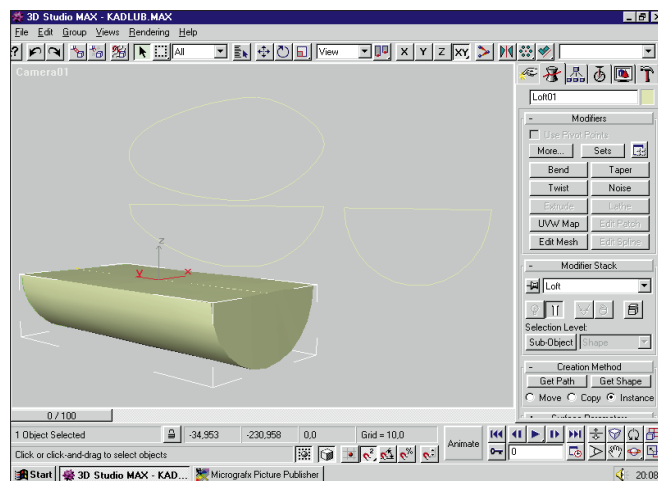 3D Studio MAX - KADLUB.MAX
File Edit Group Views Rendering Help
All View X Y Z XY
Camera01
Loft01
- Modifiers
Use Pivot Points
More... Sets
Bend Taper
Twist Noise
Extrude Lathe
UVW Map Edit Patch
Edit Mesh Edit Spline
- Modifier Stack
Loft
Selection Level:
Sub-Object Shape
- Creation Method
Get Path Get Shape
Move Copy Instance
z
y x
0 / 100
1 Object Selected -34,953 -230,958 0,0 Grid = 10,0
Animate
Click or click-and-drag to select objects
0
Start 3D Studio MAX - KAD... Micrografx Picture Publisher 20:08